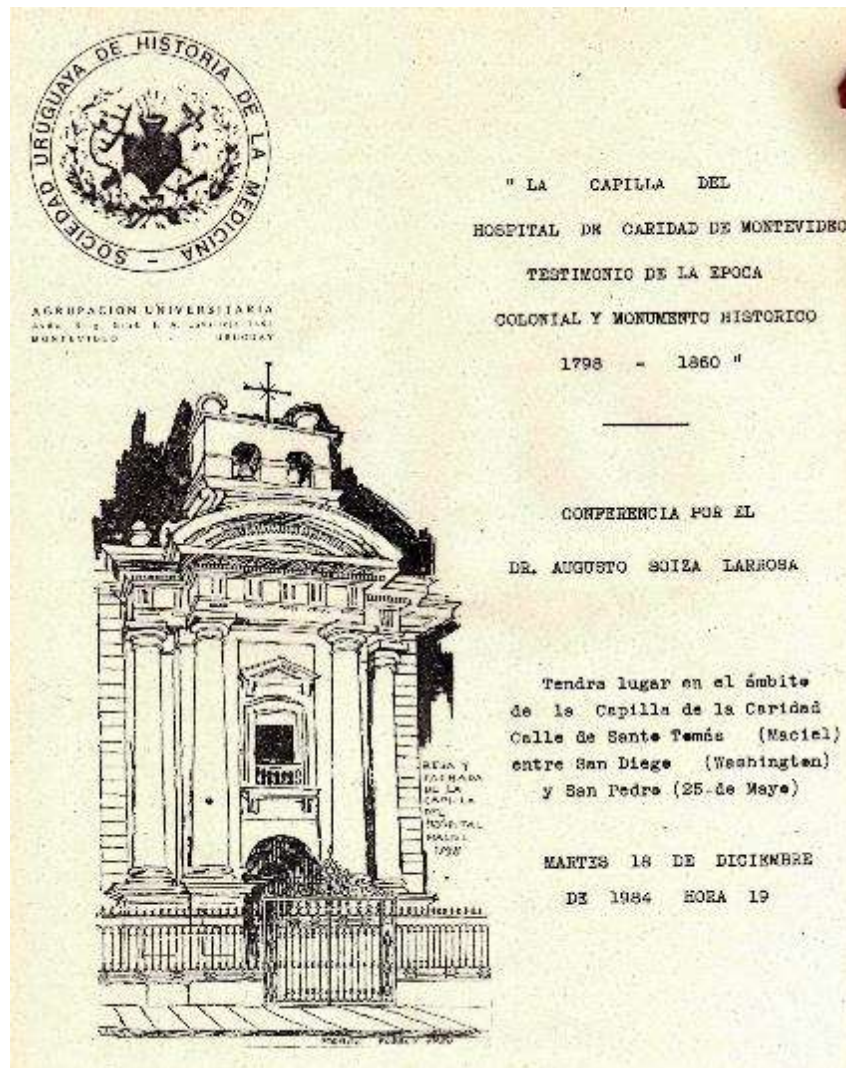 SOCIEDAD URUGUAYA DE HISTORIA DE LA MEDICINA -
AGRUPACION UNIVERSITARIA
MONTEVIDEO - URUGUAY
" LA CAPILLA DEL
HOSPITAL DE CARIDAD DE MONTEVIDEO
TESTIMONIO DE LA EPOCA
COLONIAL Y MONUMENTO HISTORICO
1798 - 1860 "
CONFERENCIA POR EL
DR. AUGUSTO SOIZA LARROSA
Tendra lugar en el ámbito
de la Capilla de la Caridad
Calle de Santo Tomás (Maciel)
entre San Diego (Washington)
y San Pedro (25 de Mayo)
MARTES 18 DE DICIEMBRE
DE 1984 HORA 19
REJA Y
FACHADA
DE LA
CAPILLA
DEL
HOSPITAL
MACIEL